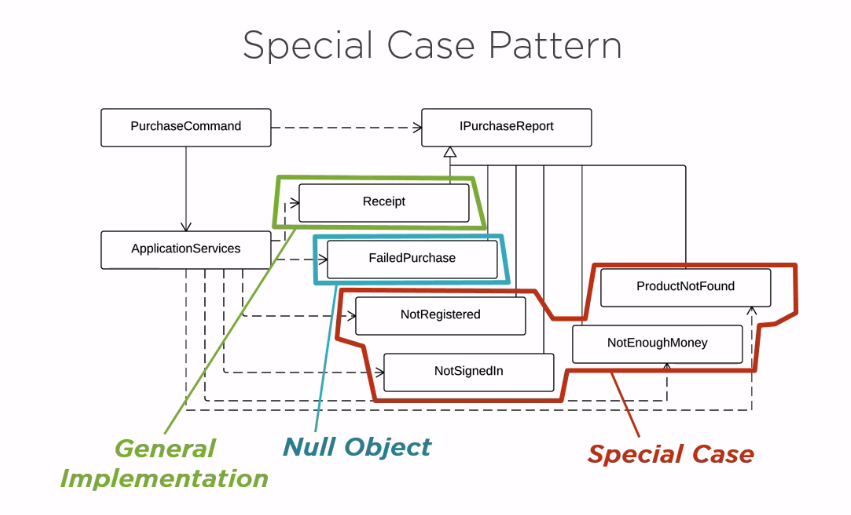 Special Case Pattern
PurchaseCommand
IPurchaseReport
Receipt
ApplicationServices
FailedPurchase
ProductNotFound
NotRegistered
NotEnoughMoney
NotSignedIn
General
Implementation
Null Object
Special Case